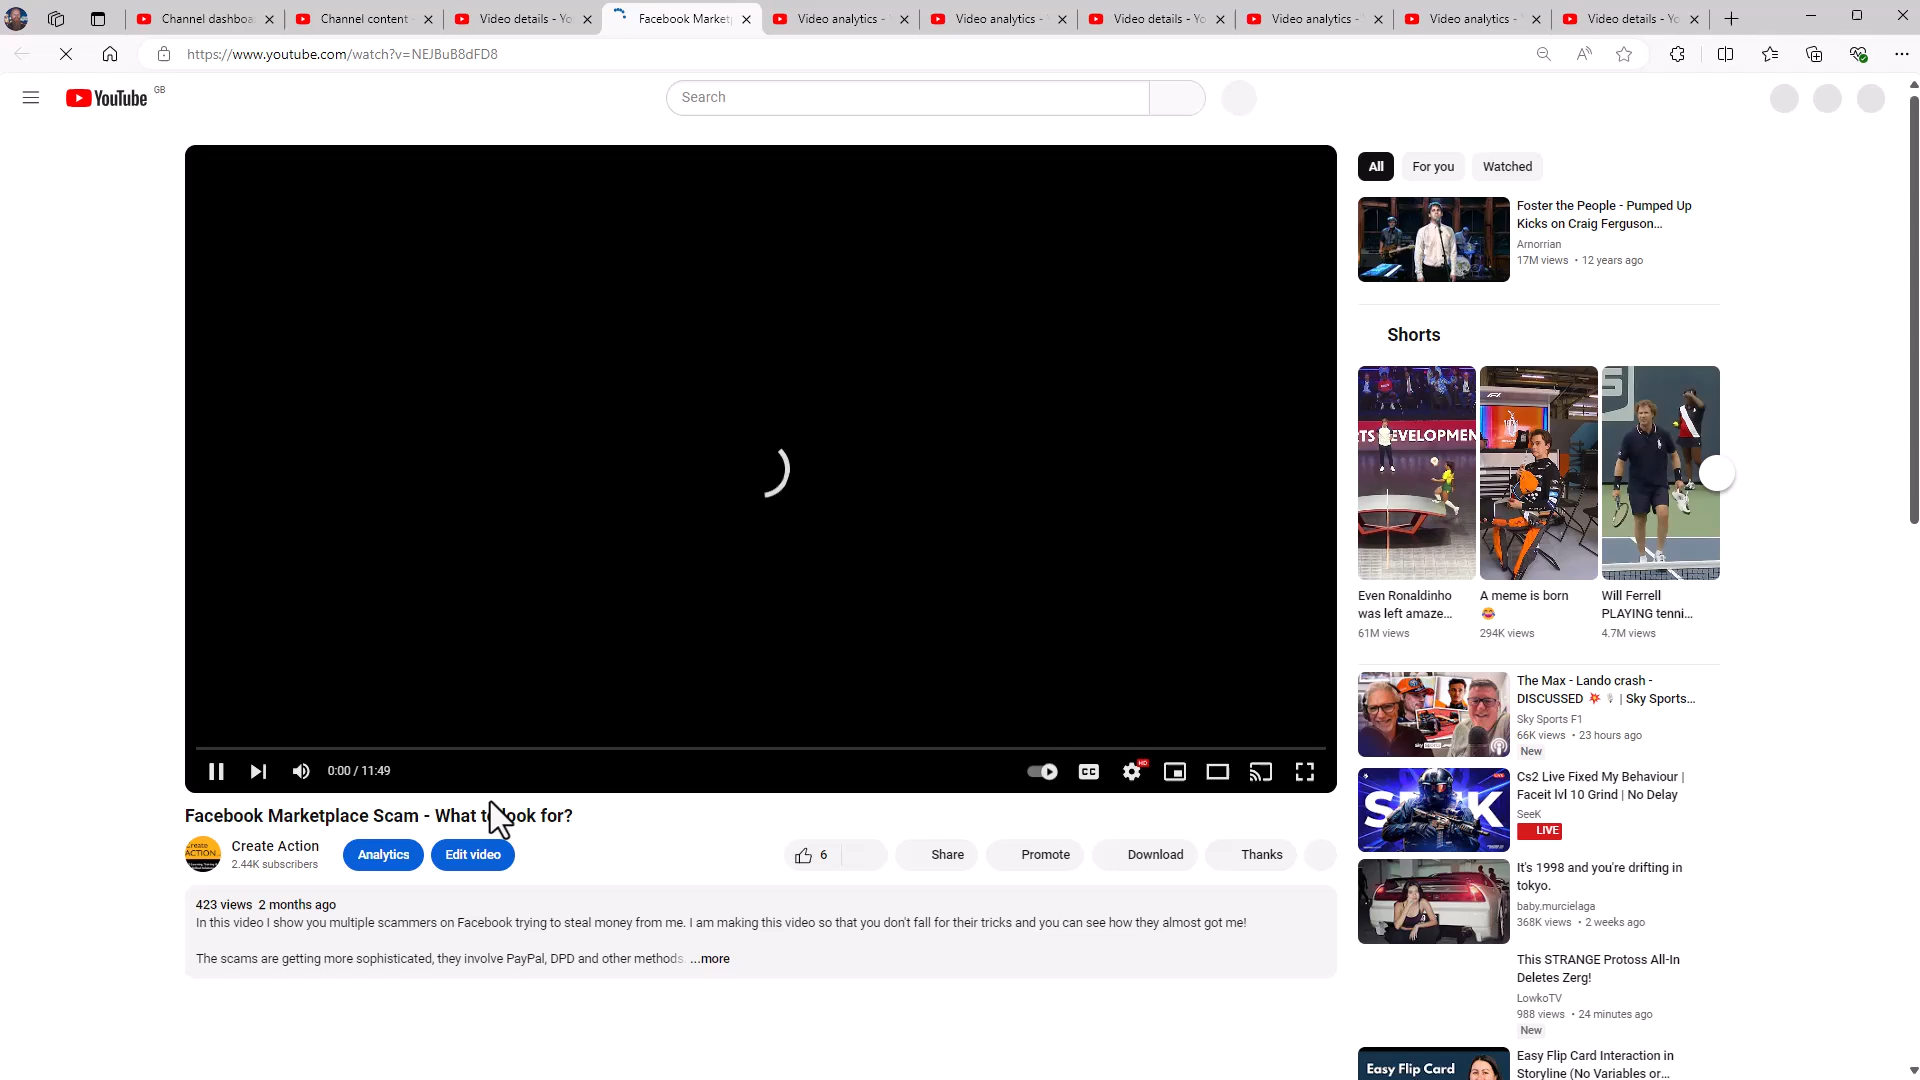 Channel dashboa
Channel content
Video details - Yo
Facebook Market
Video analytics -
Video analytics -
Video details - Yo
Video analytics -
Video analytics -
Video details - Yo
https://www.youtube.com/watch?v=NEJBuB8dFD8
YouTube GB
Search
All
For you
Watched
Foster the People - Pumped Up
Kicks on Craig Ferguson...
Arnorrian
17M views • 12 years ago
Shorts
TS DEVELOPMEN
Even Ronaldinho
was left amaze...
61M views
A meme is born
😂
294K views
Will Ferrell
PLAYING tenni...
4.7M views
0:00 / 11:49
CC
HD
Facebook Marketplace Scam - What to look for?
Create Action
2.44K subscribers
Analytics
Edit video
6
Share
Promote
Download
Thanks
423 views 2 months ago
In this video I show you multiple scammers on Facebook trying to steal money from me. I am making this video so that you don't fall for their tricks and you can see how they almost got me!
The scams are getting more sophisticated, they involve PayPal, DPD and other methods. ...more
The Max - Lando crash -
DISCUSSED 💥🎙️ | Sky Sports...
Sky Sports F1
66K views • 23 hours ago
New
Cs2 Live Fixed My Behaviour |
Faceit lvl 10 Grind | No Delay
SeeK
LIVE
It's 1998 and you're drifting in
tokyo.
baby.murcielaga
368K views • 2 weeks ago
This STRANGE Protoss All-In
Deletes Zerg!
LowkoTV
988 views • 24 minutes ago
New
Easy Flip Card
Easy Flip Card Interaction in
Storyline (No Variables or...